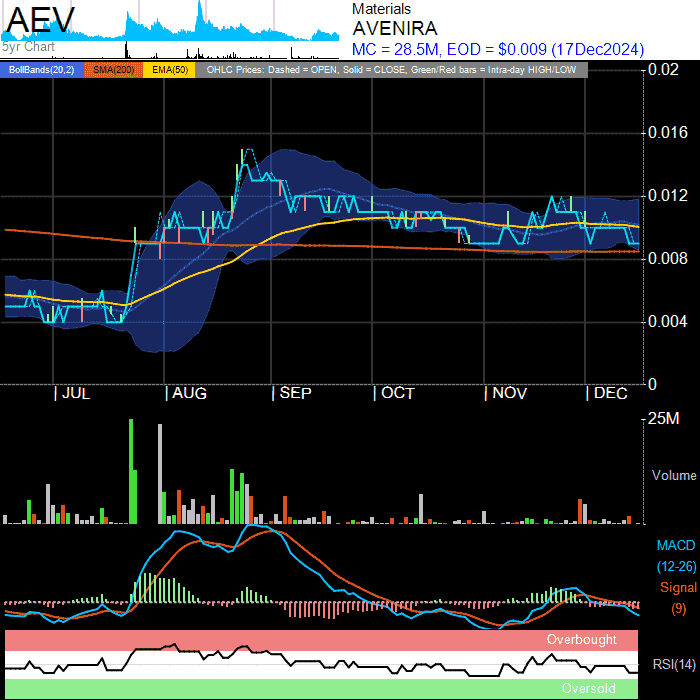 AEV
5yr Chart
Materials
AVENIRA
MC = 28.5M, EOD = $0.009 (17Dec2024)
BollBands(20,2) SMA(200) EMA(50) OHLC Prices: Dashed = OPEN, Solid = CLOSE, Green/Red bars = Intra-day HIGH/LOW
0.02
0.016
0.012
0.008
0.004
0
JUL AUG SEP OCT NOV DEC
25M
Volume
MACD
(12-26)
Signal
(9)
Overbought
RSI(14)
Oversold